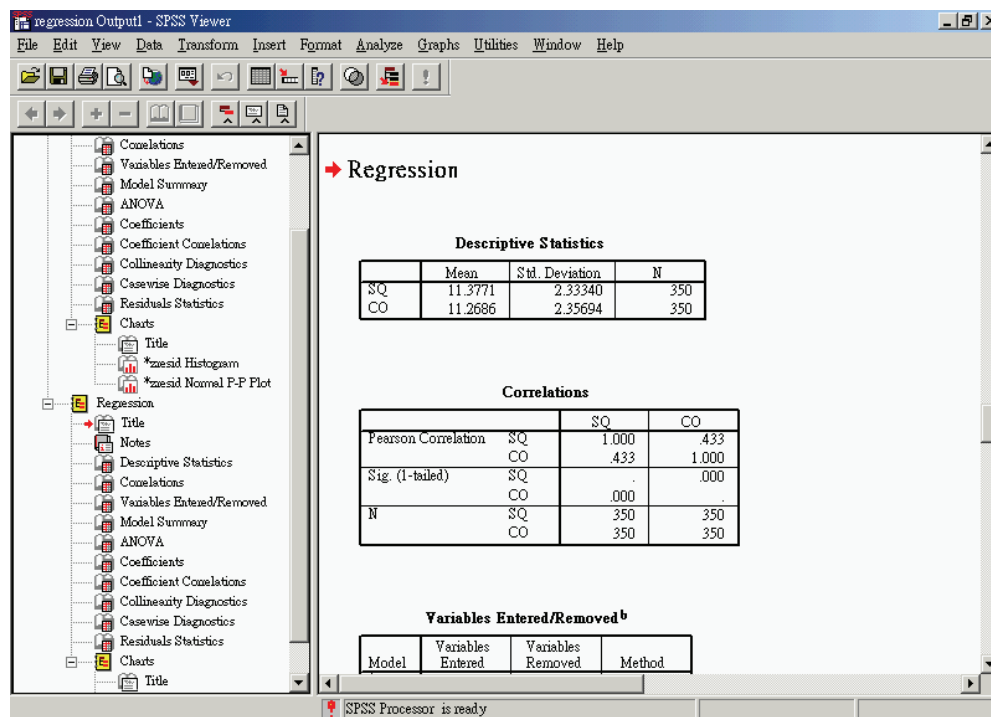 regression Output1 - SPSS Viewer
File Edit View Data Transform Insert Format Analyze Graphs Utilities Window Help
Correlations
Variables Entered/Removed
Model Summary
ANOVA
Coefficients
Coefficient Correlations
Collinearity Diagnostics
Casewise Diagnostics
Residuals Statistics
Charts
Title
*zresid Histogram
*zresid Normal P-P Plot
Regression
Title
Notes
Descriptive Statistics
Correlations
Variables Entered/Removed
Model Summary
ANOVA
Coefficients
Coefficient Correlations
Collinearity Diagnostics
Casewise Diagnostics
Residuals Statistics
Charts
Title
Regression
Descriptive Statistics
Mean Std. Deviation N
SQ 11.3771 2.33340 350
CO 11.2686 2.35694 350
Correlations
SQ CO
Pearson Correlation SQ 1.000 .433
CO .433 1.000
Sig. (1-tailed) SQ . .000
CO .000 .
N SQ 350 350
CO 350 350
Variables Entered/Removed b
Variables Variables
Model Entered Removed Method
SPSS Processor is ready